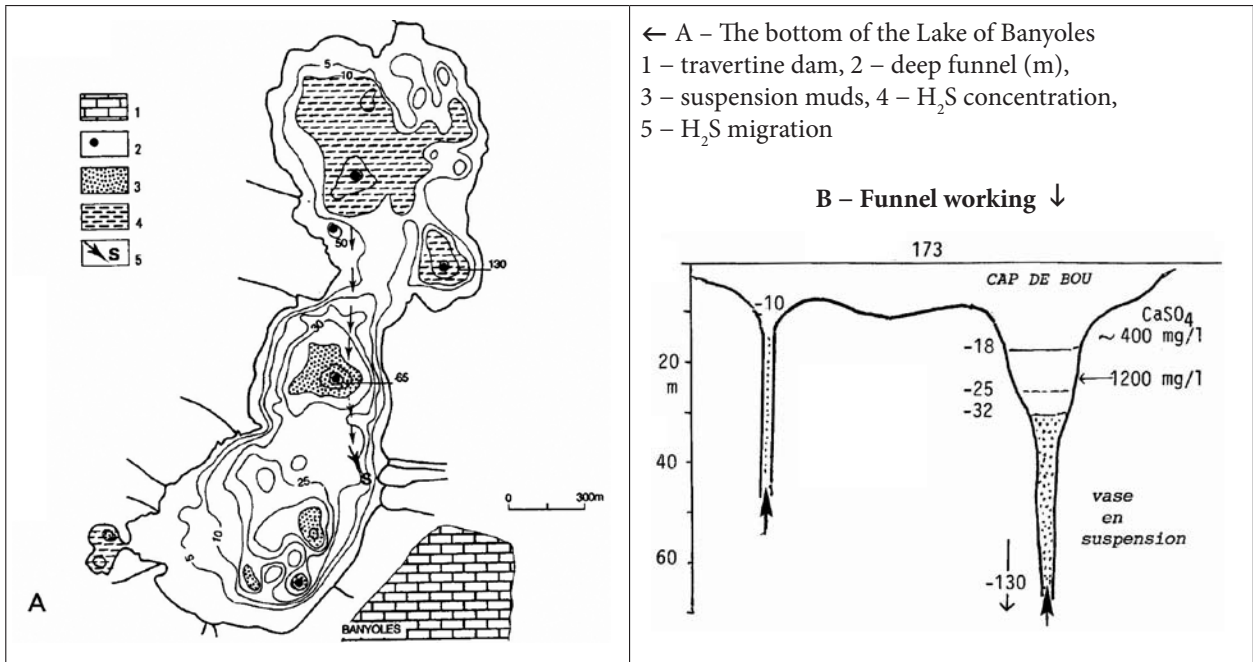 5
10
1
2
3
4
S 5
50
130
30
65
S
25
10
5
0 300m
A
BANYOLES
← A – The bottom of the Lake of Banyoles
1 – travertine dam, 2 – deep funnel (m),
3 – suspension muds, 4 – H₂S concentration,
5 – H₂S migration
B – Funnel working ↓
173
CAP DE BOU
-10
CaSO₄
~ 400 mg/l
-18
20
m
1200 mg/l
-25
-32
40
vase
en
suspension
60
-130